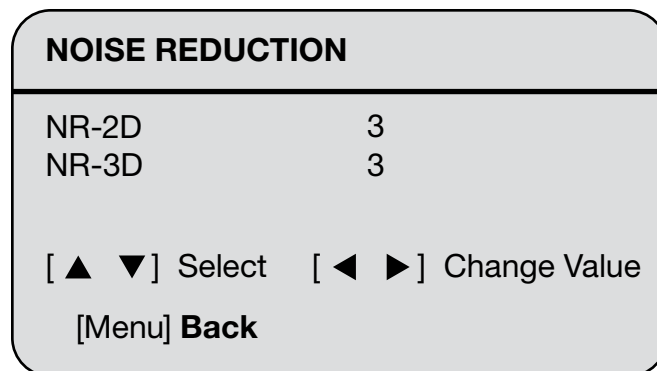 NOISE REDUCTION
NR-2D 3
NR-3D 3
[ ▲ ▼] Select [ ◀ ▶] Change Value
[Menu] Back